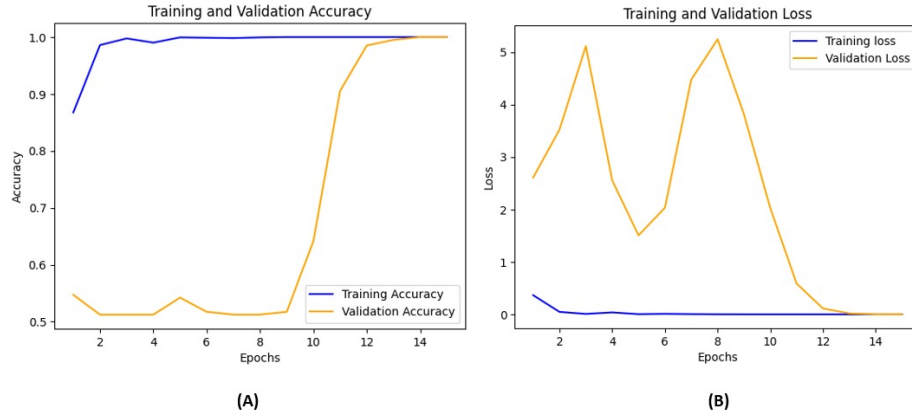 Training and Validation Accuracy
1.0
0.9
0.8
0.7
0.6
0.5
Accuracy
2 4 6 8 10 12 14
Epochs
Training Accuracy
Validation Accuracy
(A)
Training and Validation Loss
5
4
3
2
1
0
Loss
2 4 6 8 10 12 14
Epochs
Training loss
Validation Loss
(B)